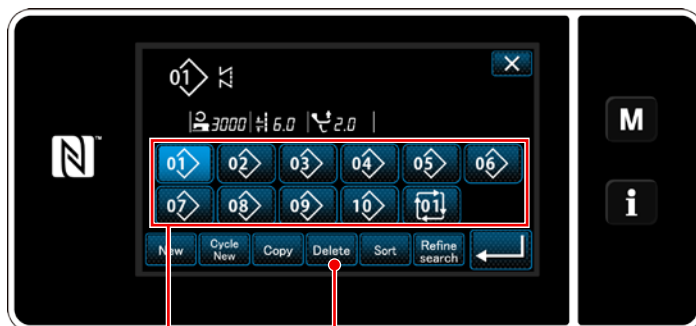 01
3000 6.0 2.0
01 02 03 04 05 06
07 08 09 10 01
New Cycle New Copy Delete Sort Refine search
N
M
i